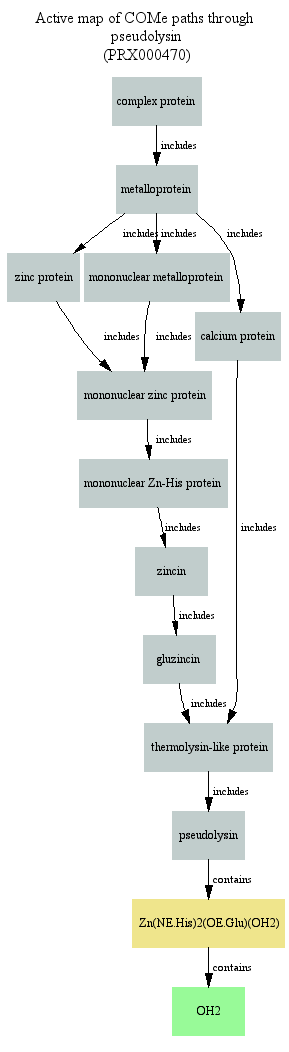 Active map of COMe paths through
pseudolysin
(PRX000470)
complex protein
includes
metalloprotein
includes includes includes
zinc protein
mononuclear metalloprotein
calcium protein
includes includes
mononuclear zinc protein
includes
mononuclear Zn-His protein
includes includes
zincin
includes
gluzincin
includes
thermolysin-like protein
includes
pseudolysin
contains
Zn(NE.His)2(OE.Glu)(OH2)
contains
OH2